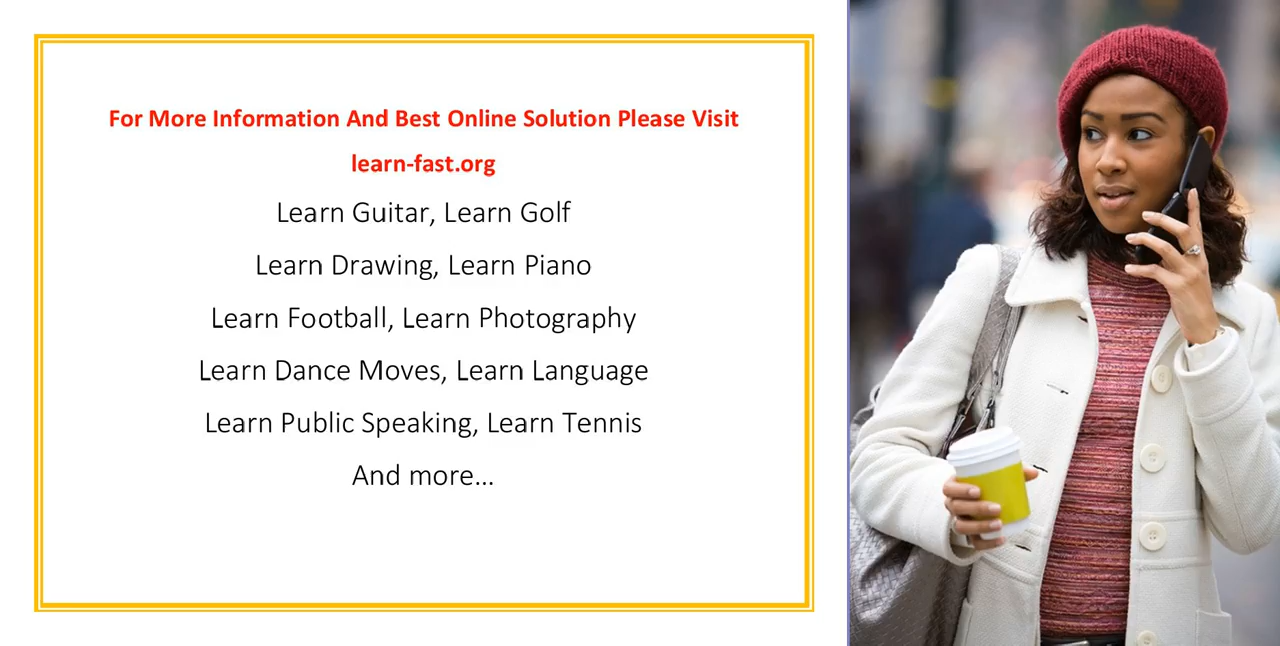 For More Information And Best Online Solution Please Visit
learn-fast.org
Learn Guitar, Learn Golf
Learn Drawing, Learn Piano
Learn Football, Learn Photography
Learn Dance Moves, Learn Language
Learn Public Speaking, Learn Tennis
And more...